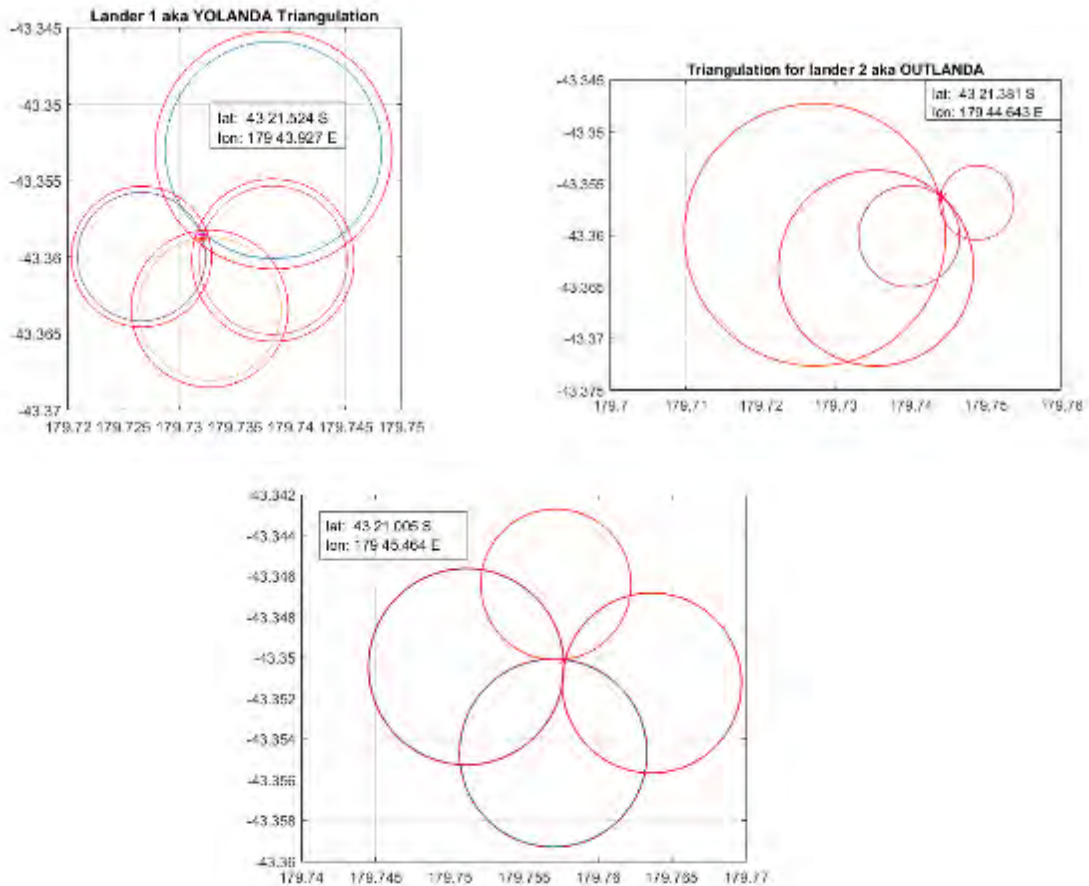 Lander 1 aka YOLANDA Triangulation
-43.345
-43.35
-43.355
-43.36
-43.365
-43.37
lat: 43 21.524 S
lon: 179 43.927 E
179.72 179.725 179.73 179.735 179.74 179.745 179.75
Triangulation for lander 2 aka OUTLANDA
-43.345
-43.35
-43.355
-43.36
-43.365
-43.37
-43.375
lat: 43 21.381 S
lon: 179 44.643 E
179.7 179.71 179.72 179.73 179.74 179.75 179.76
-43.342
-43.344
-43.346
-43.348
-43.35
-43.352
-43.354
-43.356
-43.358
-43.36
lat: 43 21.005 S
lon: 179 45.464 E
179.74 179.745 179.75 179.755 179.76 179.765 179.77